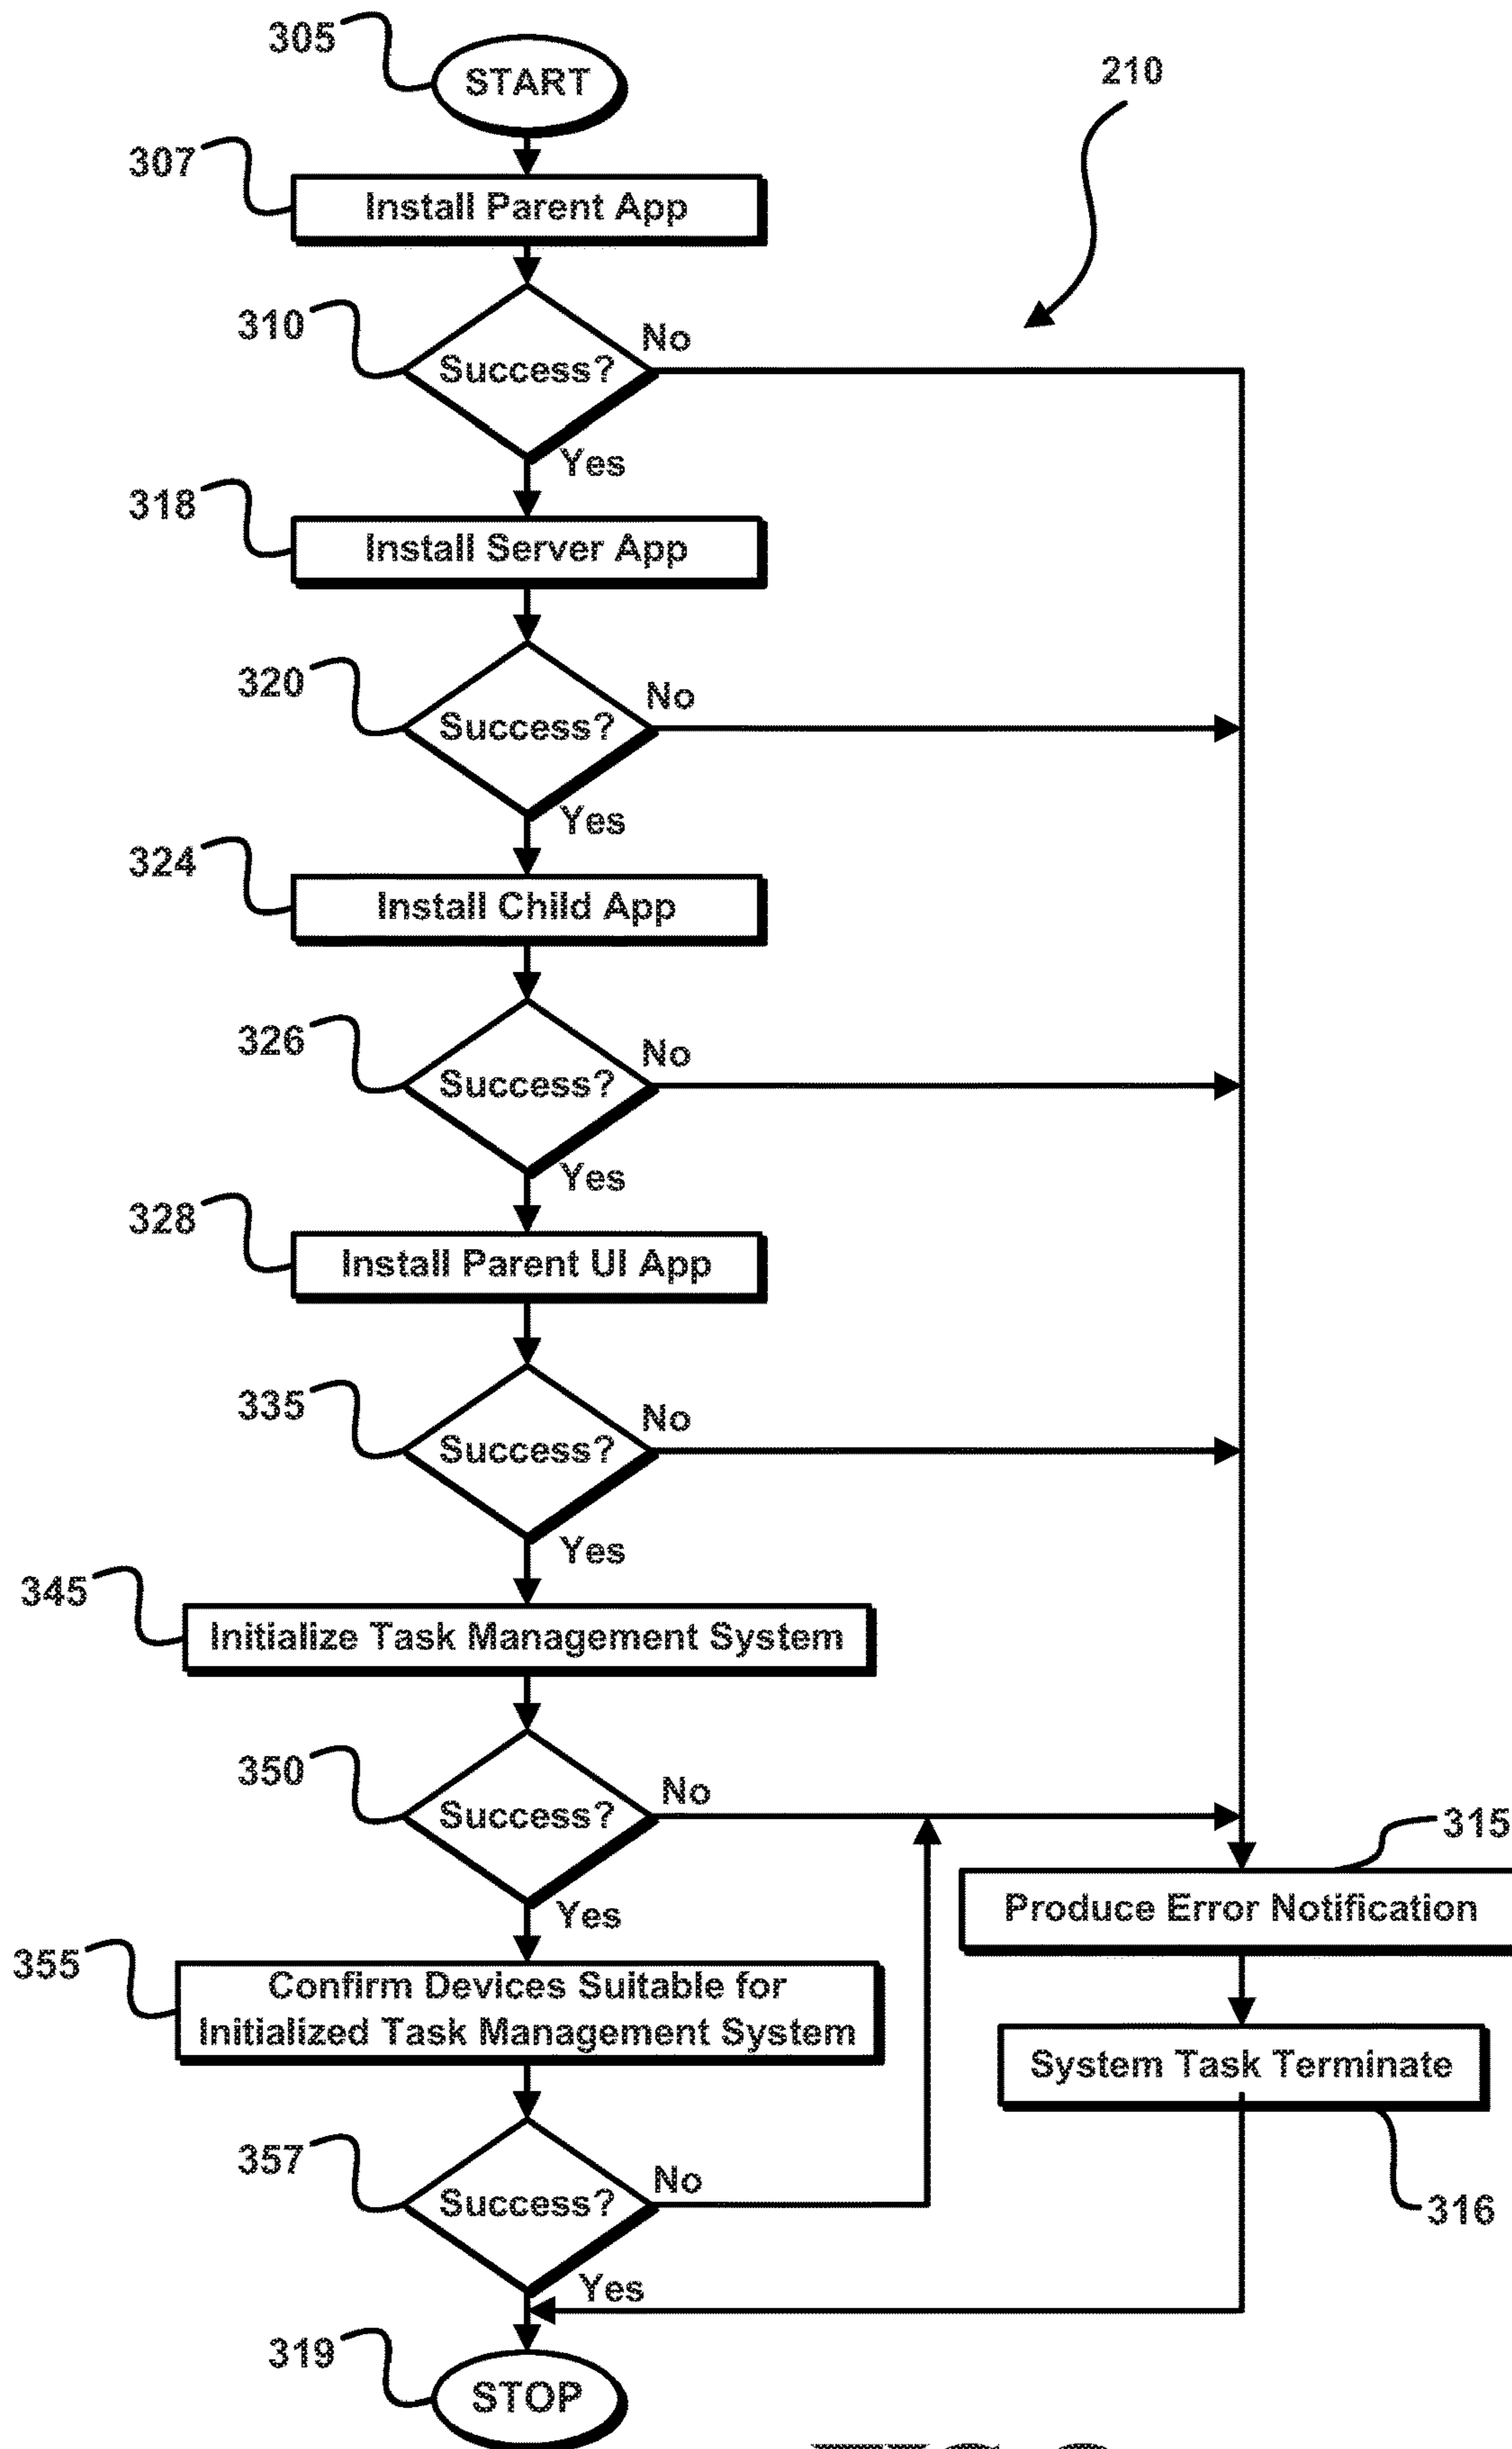 305
START
210
307
Install Parent App
310
Success?
No
Yes
318
Install Server App
320
Success?
No
Yes
324
Install Child App
326
Success?
No
Yes
328
Install Parent UI App
335
Success?
No
Yes
345
Initialize Task Management System
350
Success?
No
Yes
315
Produce Error Notification
355
Confirm Devices Suitable for
Initialized Task Management System
System Task Terminate
316
357
Success?
No
Yes
319
STOP